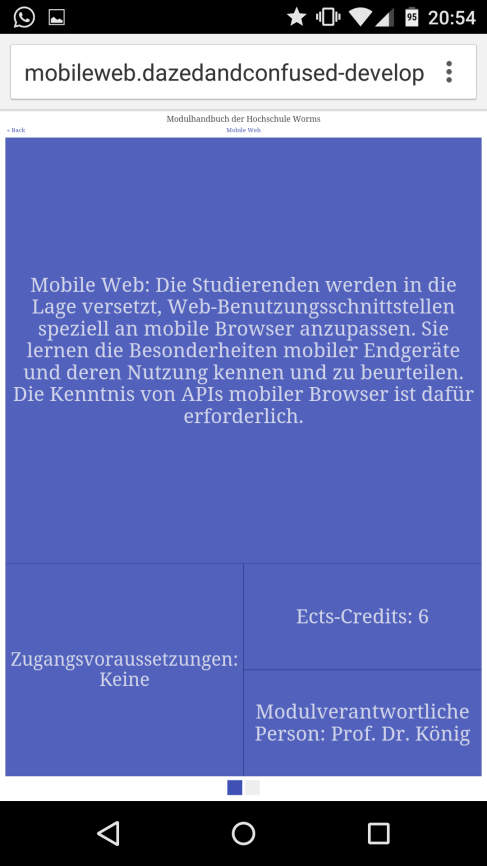 95
20:54
mobileweb.dazedandconfused-develop
Modulhandbuch der Hochschule Worms
« Back
Mobile Web
Mobile Web: Die Studierenden werden in die
Lage versetzt, Web-Benutzungsschnittstellen
speziell an mobile Browser anzupassen. Sie
lernen die Besonderheiten mobiler Endgeräte
und deren Nutzung kennen und zu beurteilen.
Die Kenntnis von APIs mobiler Browser ist dafür
erforderlich.
Zugangsvoraussetzungen:
Keine
Ects-Credits: 6
Modulverantwortliche
Person: Prof. Dr. König